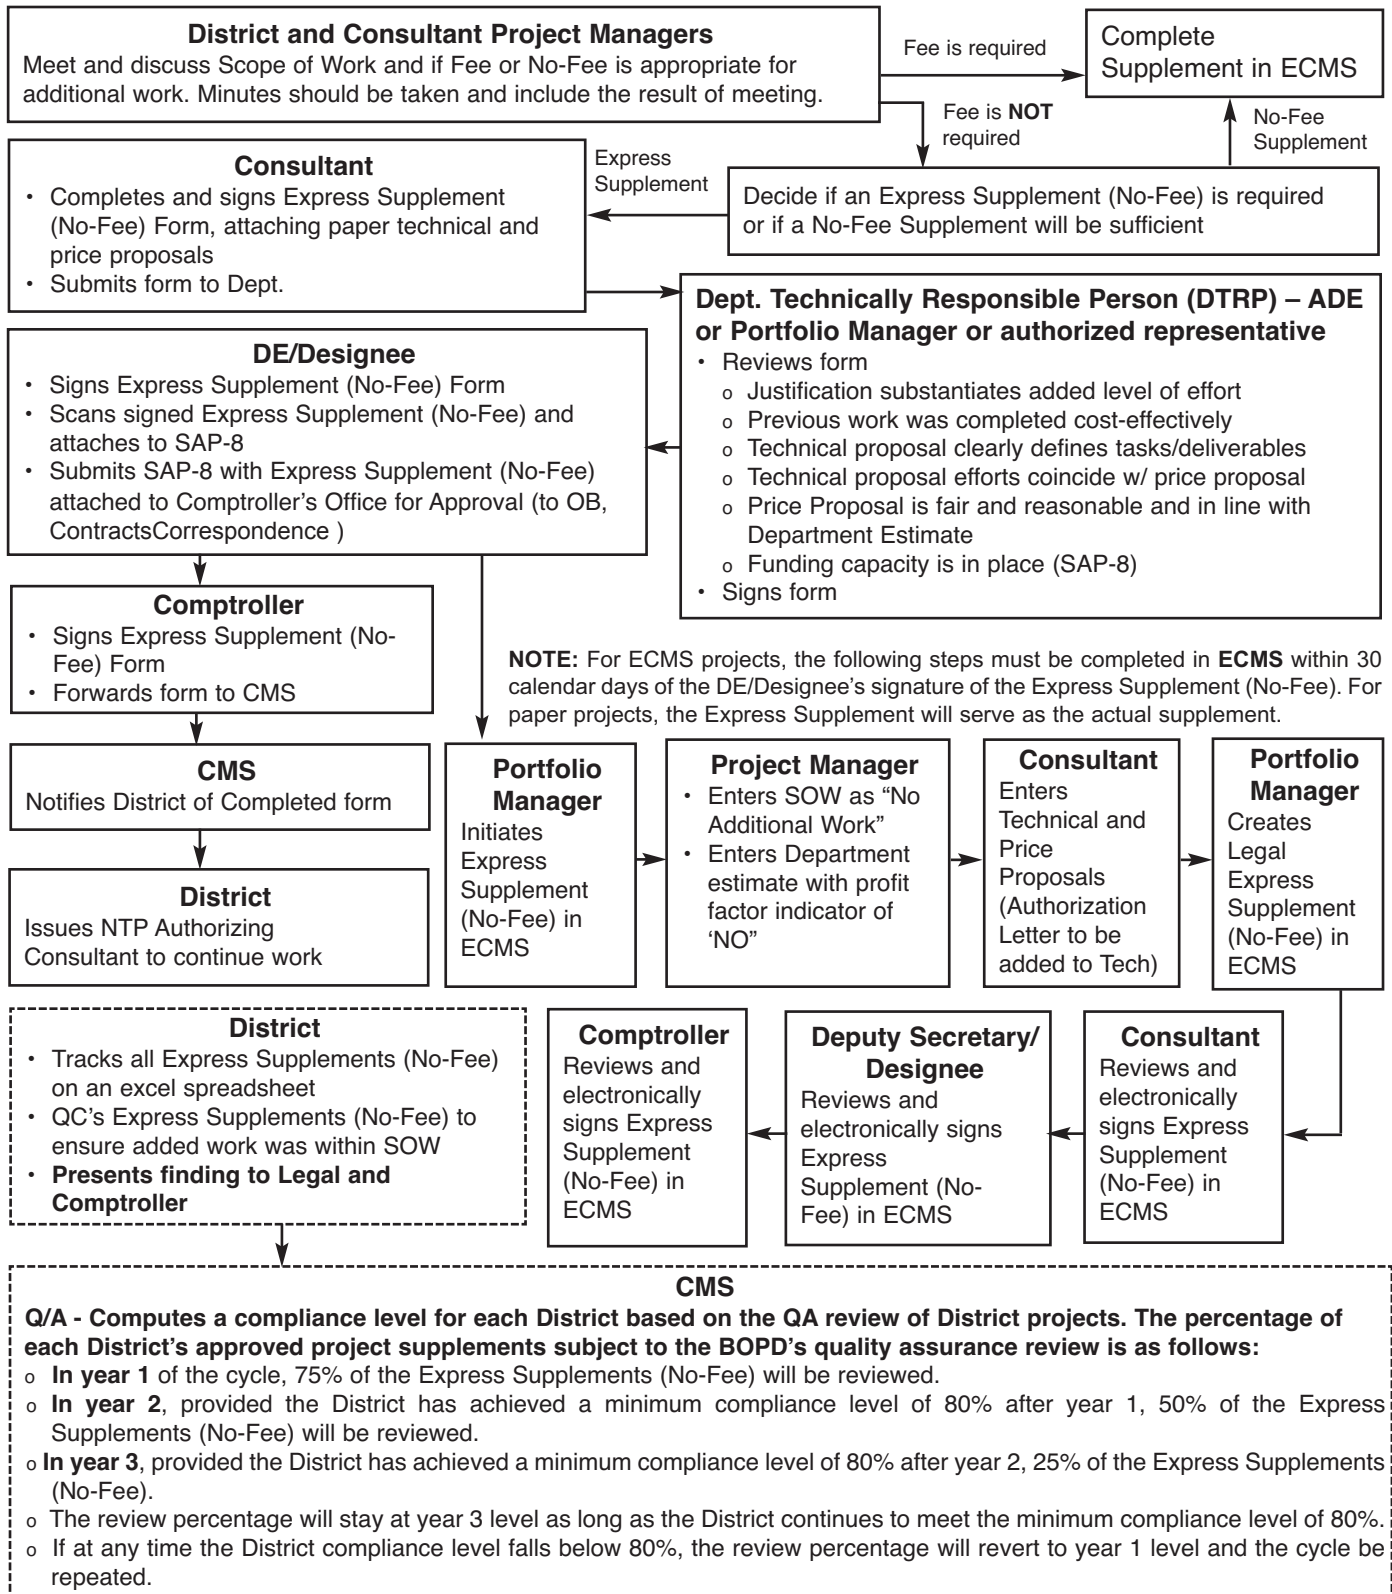 District and Consultant Project Managers
Meet and discuss Scope of Work and if Fee or No-Fee is appropriate for
additional work. Minutes should be taken and include the result of meeting.
Fee is required
Complete
Supplement in ECMS
Fee is NOT
required
No-Fee
Supplement
Decide if an Express Supplement (No-Fee) is required
or if a No-Fee Supplement will be sufficient
Express
Supplement
Consultant
• Completes and signs Express Supplement
(No-Fee) Form, attaching paper technical and
price proposals
• Submits form to Dept.
Dept. Technically Responsible Person (DTRP) – ADE
or Portfolio Manager or authorized representative
• Reviews form
o Justification substantiates added level of effort
o Previous work was completed cost-effectively
o Technical proposal clearly defines tasks/deliverables
o Technical proposal efforts coincide w/ price proposal
o Price Proposal is fair and reasonable and in line with
Department Estimate
o Funding capacity is in place (SAP-8)
• Signs form
DE/Designee
• Signs Express Supplement (No-Fee) Form
• Scans signed Express Supplement (No-Fee) and
attaches to SAP-8
• Submits SAP-8 with Express Supplement (No-Fee)
attached to Comptroller's Office for Approval (to OB,
ContractsCorrespondence )
Comptroller
• Signs Express Supplement (No-
Fee) Form
• Forwards form to CMS
CMS
Notifies District of Completed form
District
Issues NTP Authorizing
Consultant to continue work
NOTE: For ECMS projects, the following steps must be completed in ECMS within 30
calendar days of the DE/Designee's signature of the Express Supplement (No-Fee). For
paper projects, the Express Supplement will serve as the actual supplement.
Portfolio
Manager
Initiates
Express
Supplement
(No-Fee) in
ECMS
Project Manager
• Enters SOW as “No
Additional Work”
• Enters Department
estimate with profit
factor indicator of
‘NO”
Consultant
Enters
Technical and
Price
Proposals
(Authorization
Letter to be
added to Tech)
Portfolio
Manager
Creates
Legal
Express
Supplement
(No-Fee) in
ECMS
Consultant
Reviews and
electronically
signs Express
Supplement
(No-Fee) in
ECMS
Deputy Secretary/
Designee
Reviews and
electronically signs
Express
Supplement (No-
Fee) in ECMS
Comptroller
Reviews and
electronically
signs Express
Supplement
(No-Fee) in
ECMS
District
• Tracks all Express Supplements (No-Fee)
on an excel spreadsheet
• QC's Express Supplements (No-Fee) to
ensure added work was within SOW
• Presents finding to Legal and
Comptroller
CMS
Q/A - Computes a compliance level for each District based on the QA review of District projects. The percentage of
each District's approved project supplements subject to the BOPD's quality assurance review is as follows:
o In year 1 of the cycle, 75% of the Express Supplements (No-Fee) will be reviewed.
o In year 2, provided the District has achieved a minimum compliance level of 80% after year 1, 50% of the Express
Supplements (No-Fee) will be reviewed.
o In year 3, provided the District has achieved a minimum compliance level of 80% after year 2, 25% of the Express Supplements
(No-Fee).
o The review percentage will stay at year 3 level as long as the District continues to meet the minimum compliance level of 80%.
o If at any time the District compliance level falls below 80%, the review percentage will revert to year 1 level and the cycle be
repeated.